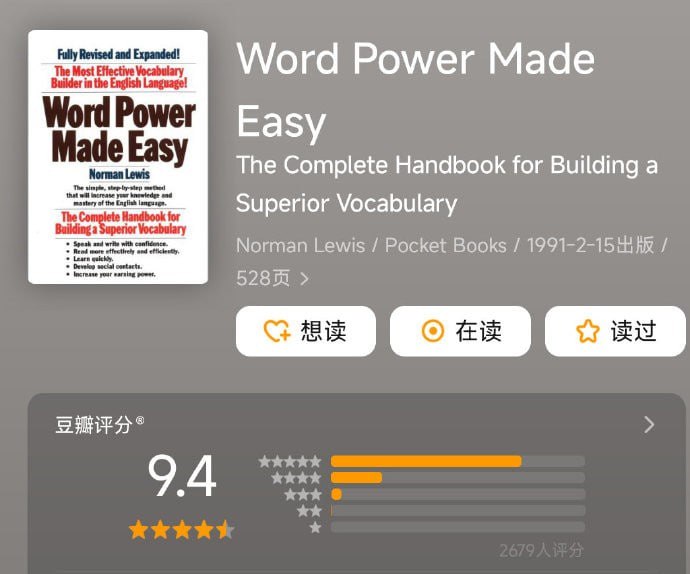 Fully Revised and Expanded!
The Most Effective Vocabulary
Builder in the English Language!
Word Power
Made Easy
Norman Lewis
The simple, step-by-step method
that will increase your knowledge and
mastery of the English language.
The Complete Handbook for
Building a Superior Vocabulary
• Speak and write with confidence.
• Read more effectively and efficiently.
• Learn quickly.
• Develop social contacts.
• Increase your earning power.
Word Power Made
Easy
The Complete Handbook for Building a
Superior Vocabulary
Norman Lewis / Pocket Books / 1991-2-15出版 /
528页 >
想读
在读
读过
豆瓣评分®
9.4
2679人评分